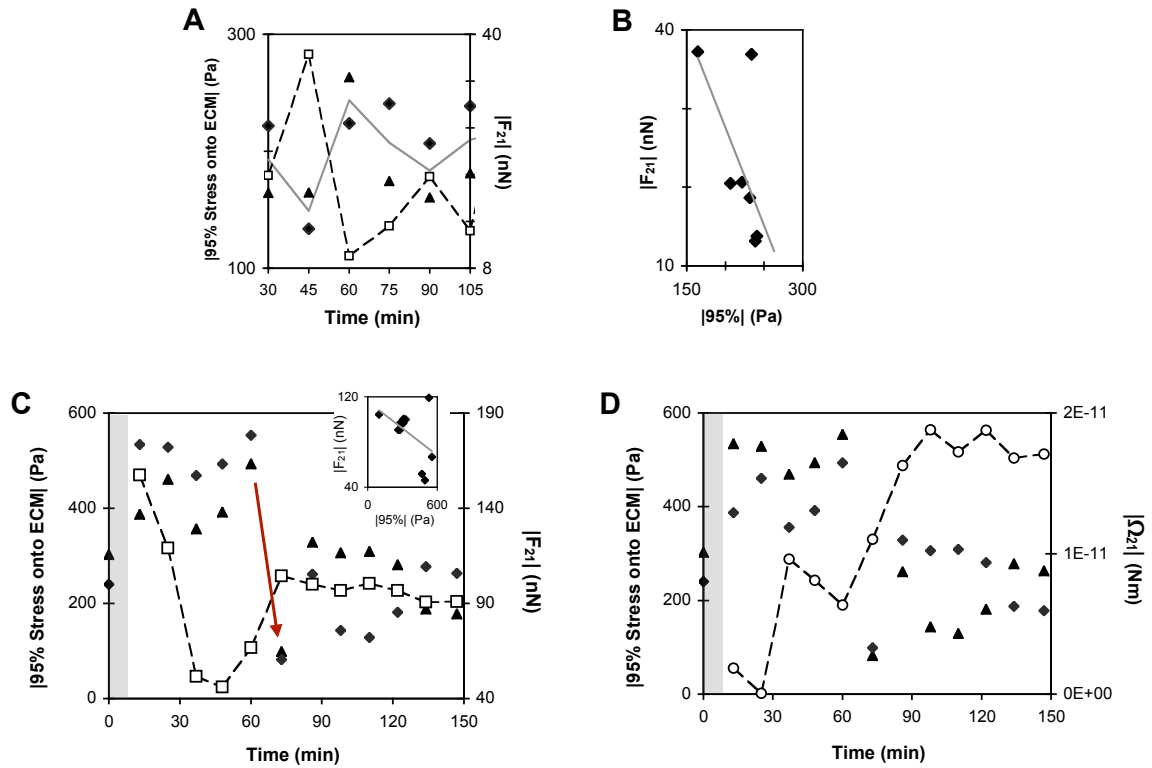 A
|95% Stress onto ECM| (Pa)
300
100
40
8
|F21| (nN)
30 45 60 75 90 105
Time (min)
B
|F21| (nN)
40
10
150 300
|95%| (Pa)
C
|95% Stress onto ECM| (Pa)
600
400
200
0
190
140
90
40
|F21| (nN)
0 30 60 90 120 150
Time (min)
|F21| (nN)
120
40
0 600
|95%| (Pa)
D
|95% Stress onto ECM| (Pa)
600
400
200
0
2E-11
1E-11
0E+00
|Ω21| (Nm)
0 30 60 90 120 150
Time (min)